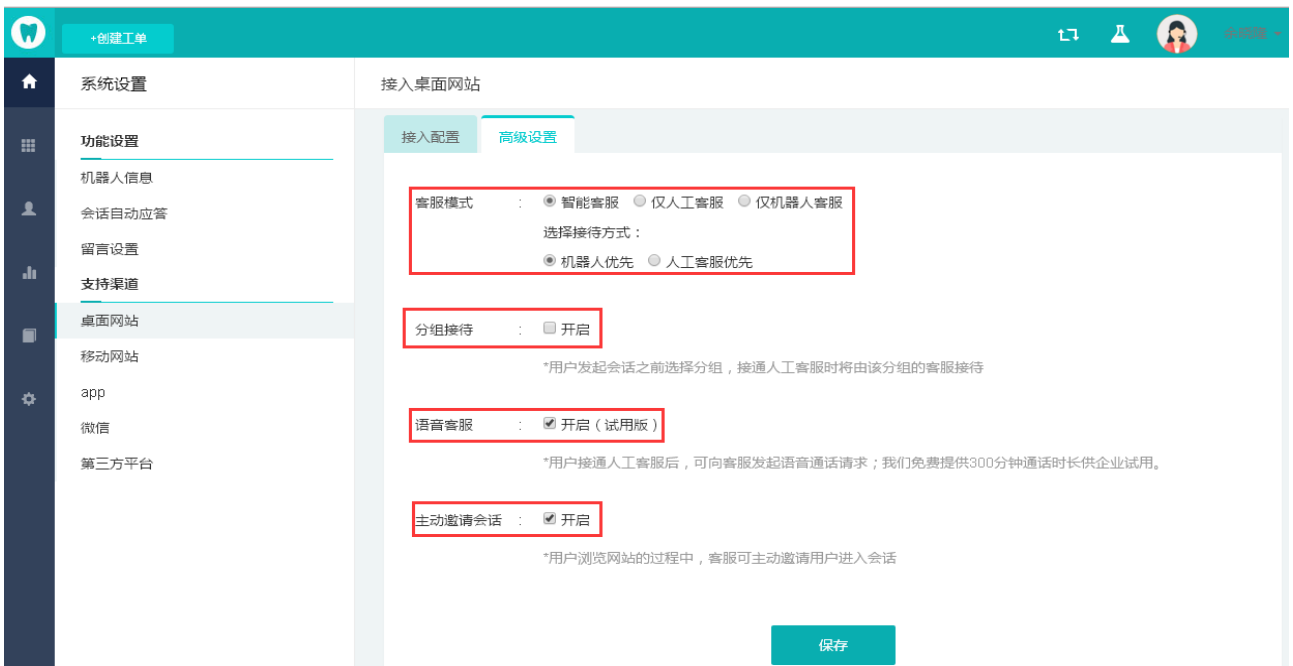 +创建工单
系统设置
接入桌面网站
功能设置
机器人信息
会话自动应答
留言设置
支持渠道
桌面网站
移动网站
app
微信
第三方平台
接入配置 高级设置
客服模式 : 智能客服 仅人工客服 仅机器人客服
选择接待方式：
机器人优先 人工客服优先
分组接待 : 开启
*用户发起会话之前选择分组，接通人工客服时将由该分组的客服接待
语音客服 : 开启（试用版）
*用户接通人工客服后，可向客服发起语音通话请求；我们免费提供300分钟通话时长供企业试用。
主动邀请会话 : 开启
*用户浏览网站的过程中，客服可主动邀请用户进入会话
保存